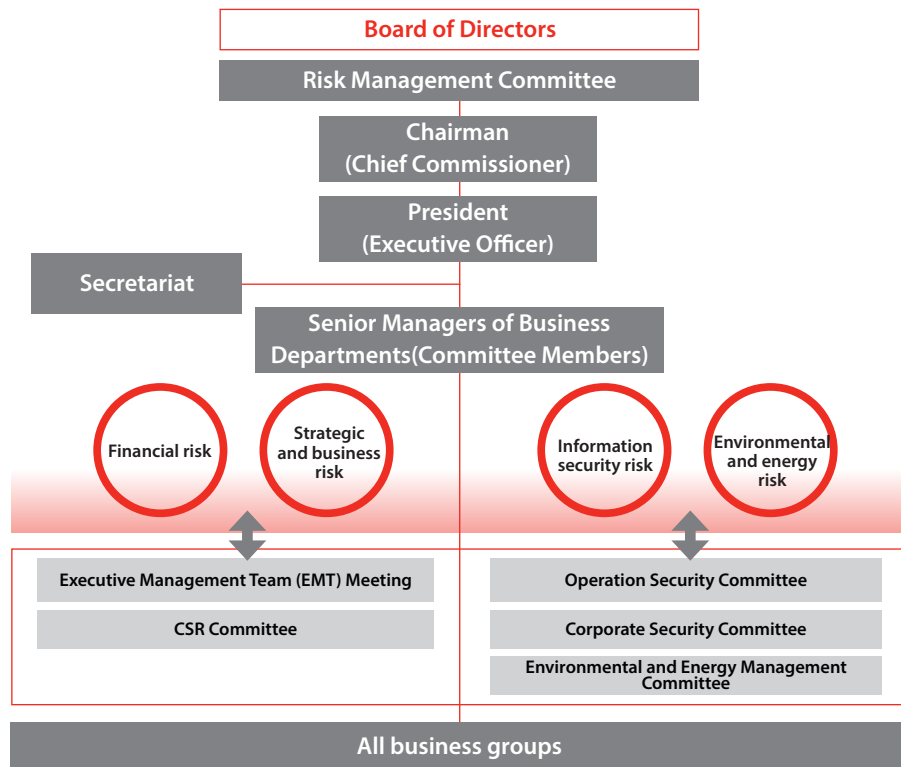 Board of Directors
Risk Management Committee
Chairman
(Chief Commissioner)
President
(Executive Officer)
Secretariat
Senior Managers of Business
Departments(Committee Members)
Financial risk
Strategic
and business
risk
Information
security risk
Environmental
and energy
risk
Executive Management Team (EMT) Meeting
CSR Committee
Operation Security Committee
Corporate Security Committee
Environmental and Energy Management
Committee
All business groups